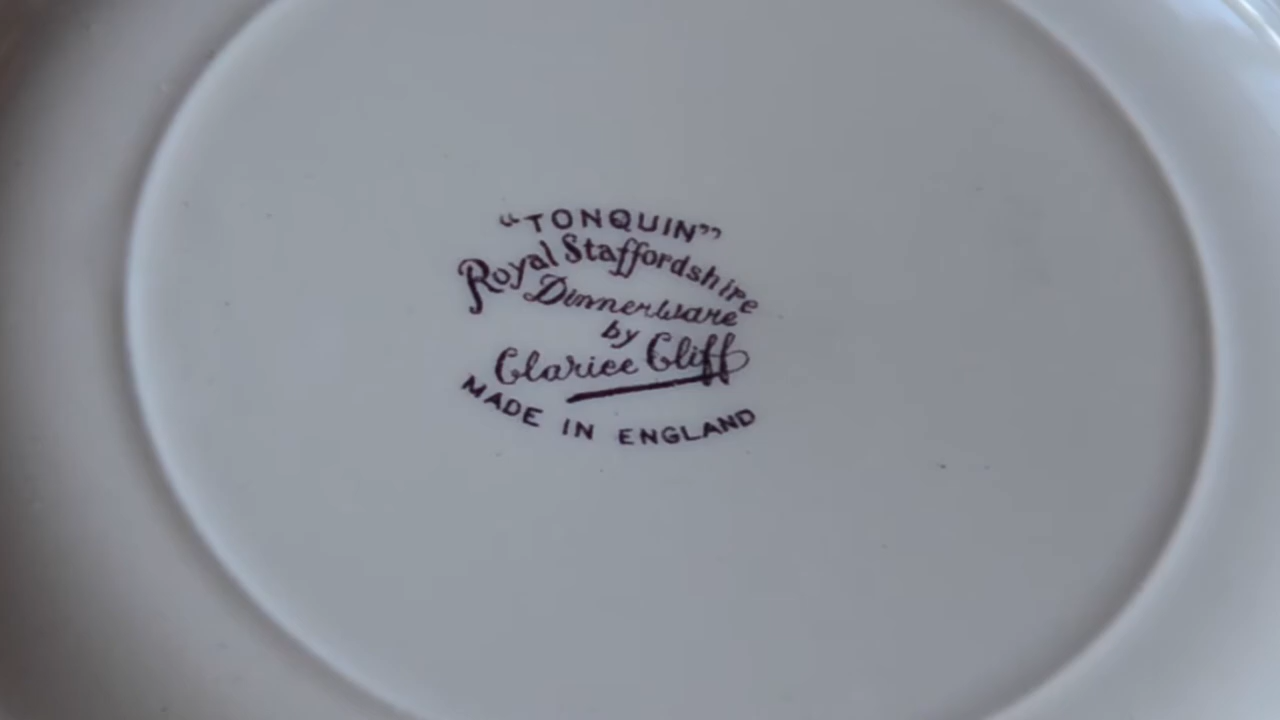 “TONQUIN”
Royal Staffordshire
Dinnerware
by
Clarice Cliff
MADE IN ENGLAND